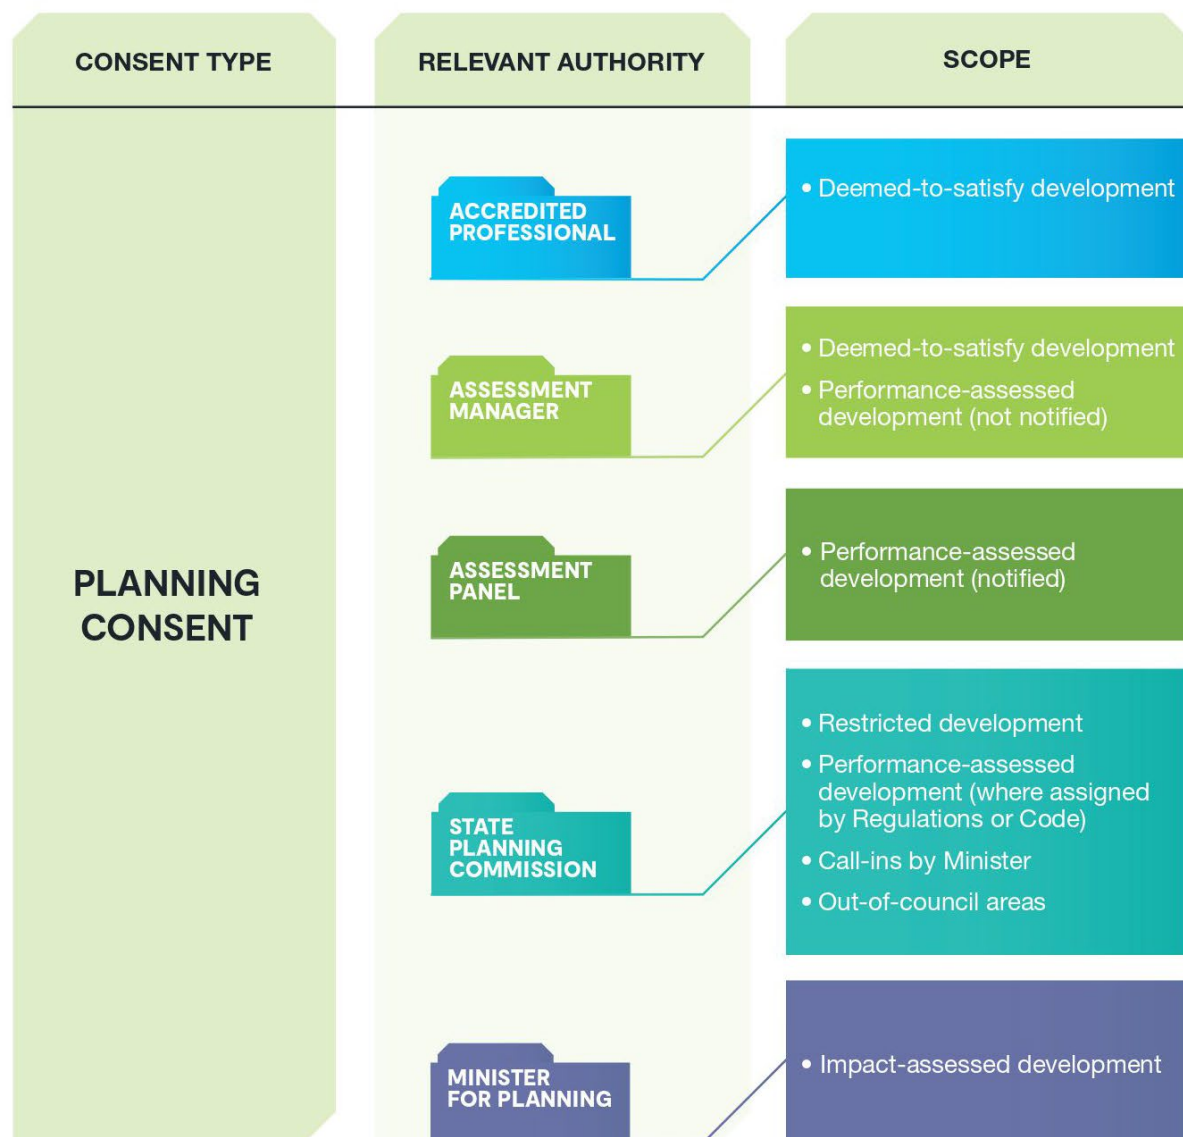 CONSENT TYPE
RELEVANT AUTHORITY
SCOPE
PLANNING
CONSENT
ACCREDITED
PROFESSIONAL
• Deemed-to-satisfy development
ASSESSMENT
MANAGER
• Deemed-to-satisfy development
• Performance-assessed
development (not notified)
ASSESSMENT
PANEL
• Performance-assessed
development (notified)
STATE
PLANNING
COMMISSION
• Restricted development
• Performance-assessed
development (where assigned
by Regulations or Code)
• Call-ins by Minister
• Out-of-council areas
MINISTER
FOR PLANNING
• Impact-assessed development